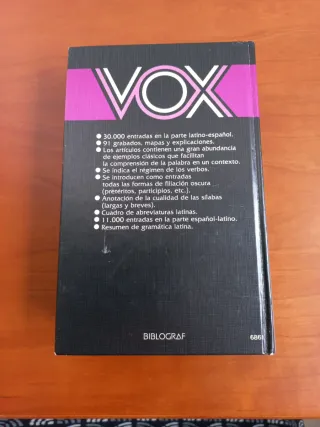 VOX
● 30.000 entradas en la parte latino-español.
● 91 grabados, mapas y explicaciones.
● Los artículos contienen una gran abundancia
de ejemplos clásicos que facilitan
la comprensión de la palabra en un contexto.
● Se indica el régimen de los verbos.
● Se introducen como entradas
todas las formas de filiación oscura
(pretéritos, participios, etc.).
● Anotación de la cualidad de las sílabas
(largas y breves).
● Cuadro de abreviaturas latinas.
● 11.000 entradas en la parte español-latino.
● Resumen de gramática latina.
BIBLOGRAF